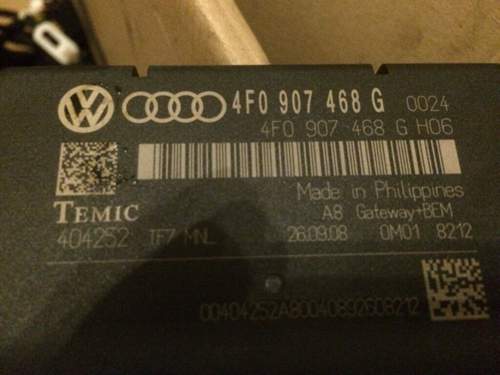 4F0 907 468 G 0024
4F0 907 468 G H06
Made in Philippines
TEMIC A8 Gateway+BEM
404252 TF7 MNL 26.09.08 0M01 8212
00404252A80040892608212